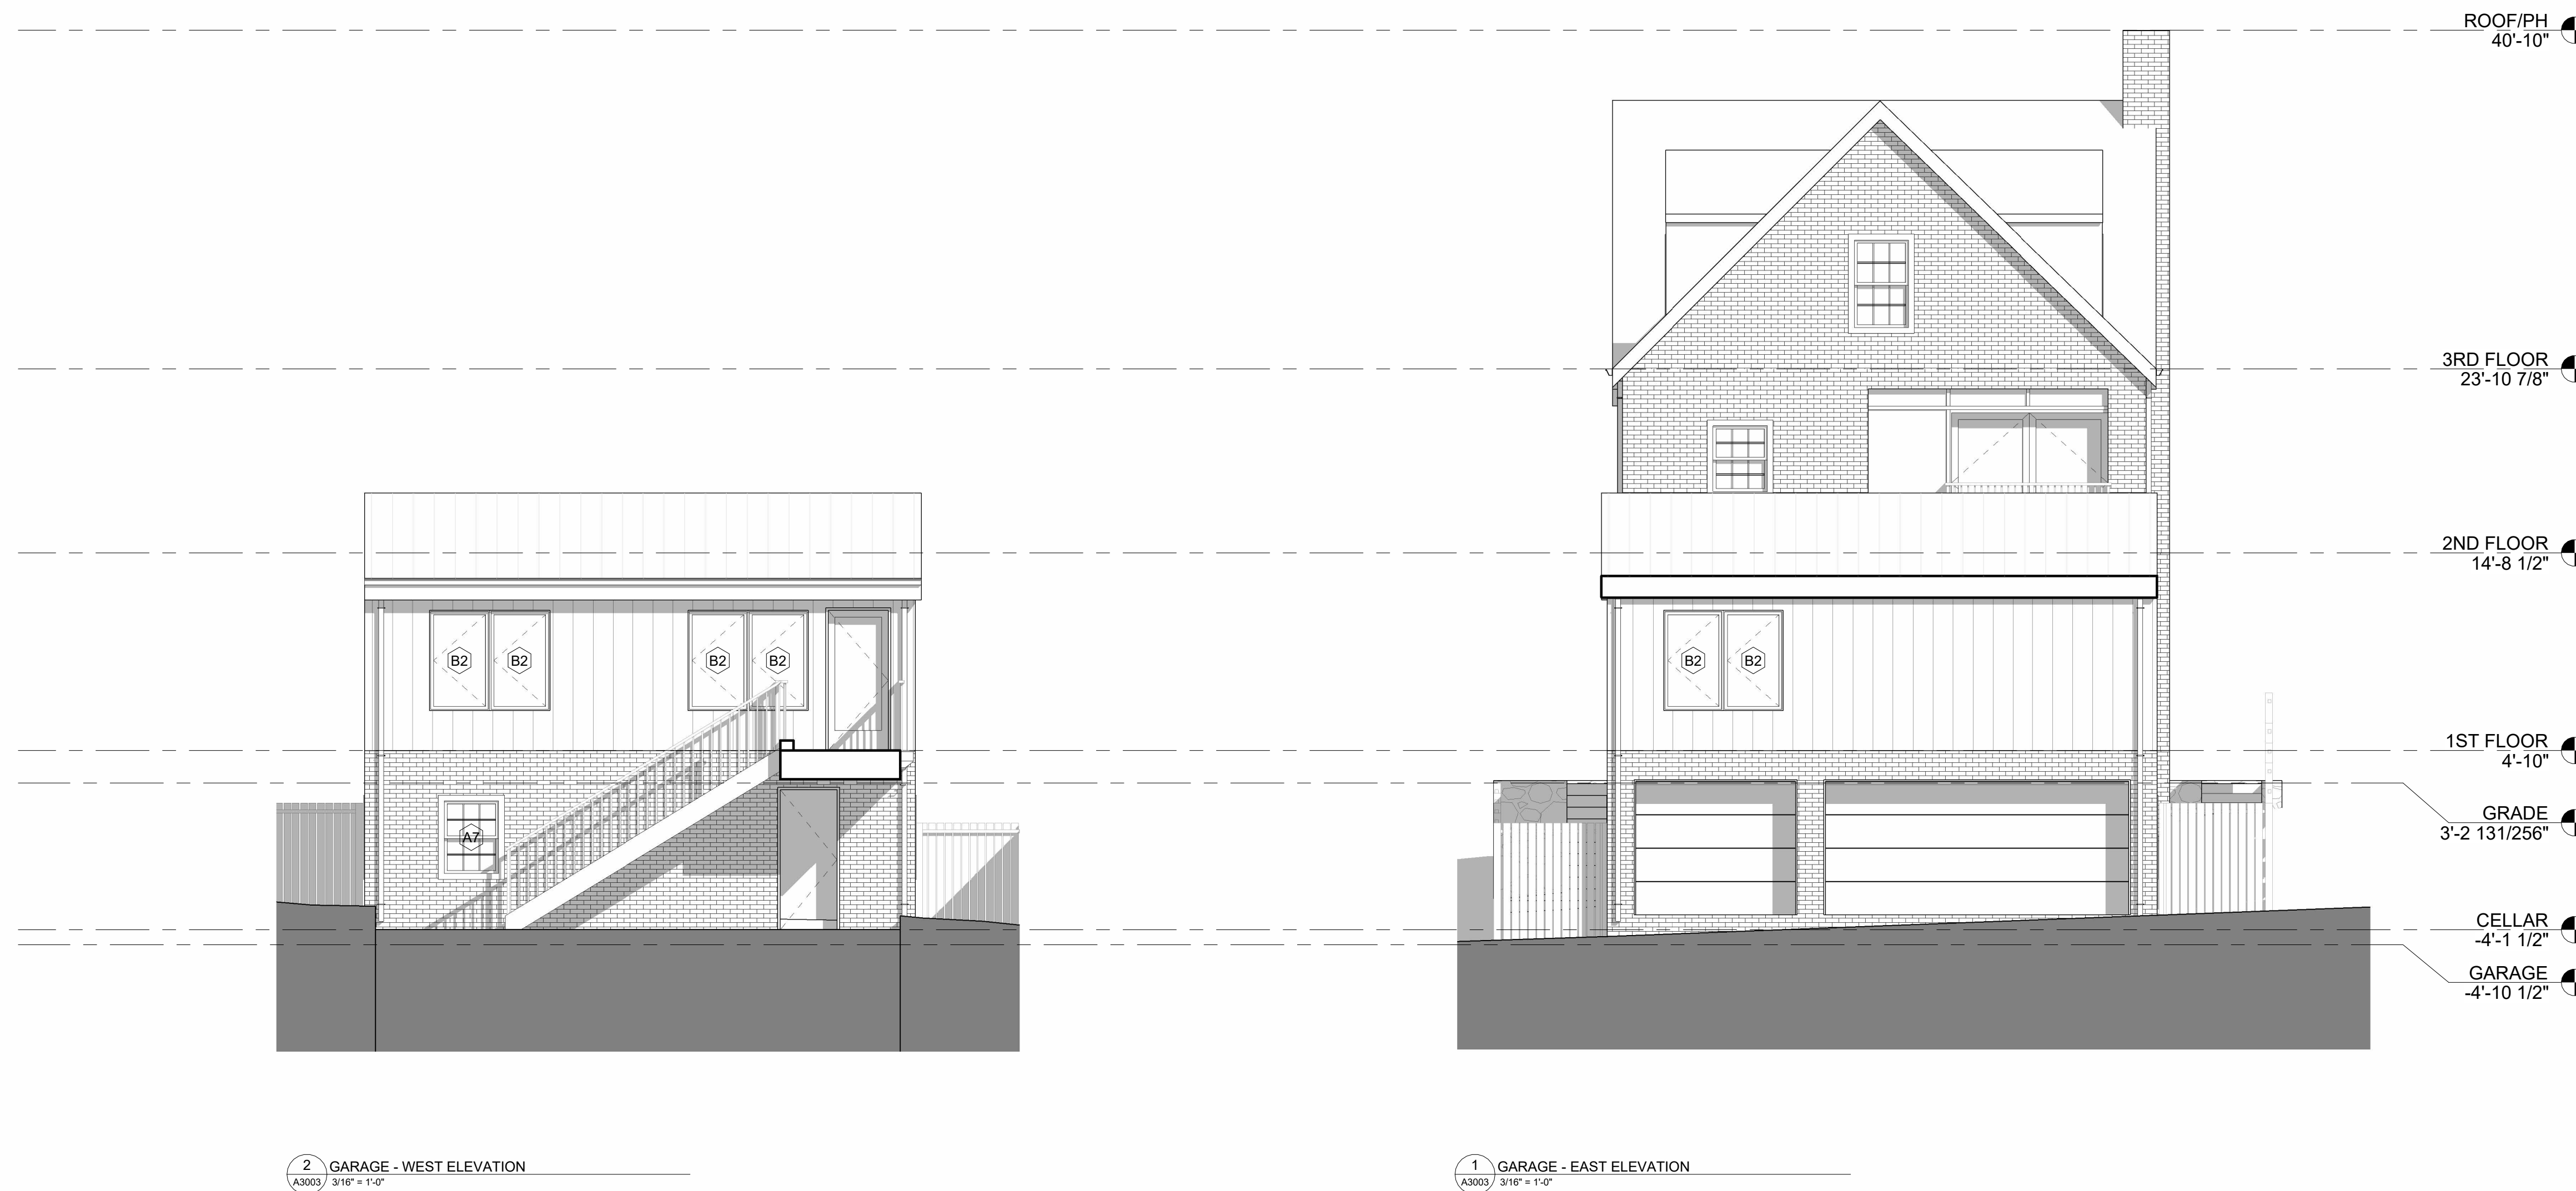 ROOF/PH
40'-10"
3RD FLOOR
23'-10 7/8"
2ND FLOOR
14'-8 1/2"
B2 B2 B2 B2 B2 B2
1ST FLOOR
4'-10"
A7
GRADE
3'-2 131/256"
CELLAR
-4'-1 1/2"
GARAGE
-4'-10 1/2"
2 GARAGE - WEST ELEVATION
A3003 3/16" = 1'-0"
1 GARAGE - EAST ELEVATION
A3003 3/16" = 1'-0"